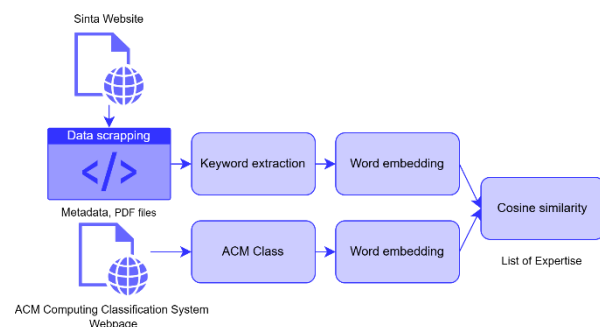 Sinta Website
Data scrapping
</>
Keyword extraction
Word embedding
Metadata, PDF files
Cosine similarity
ACM Class
Word embedding
List of Expertise
ACM Computing Classification System
Webpage